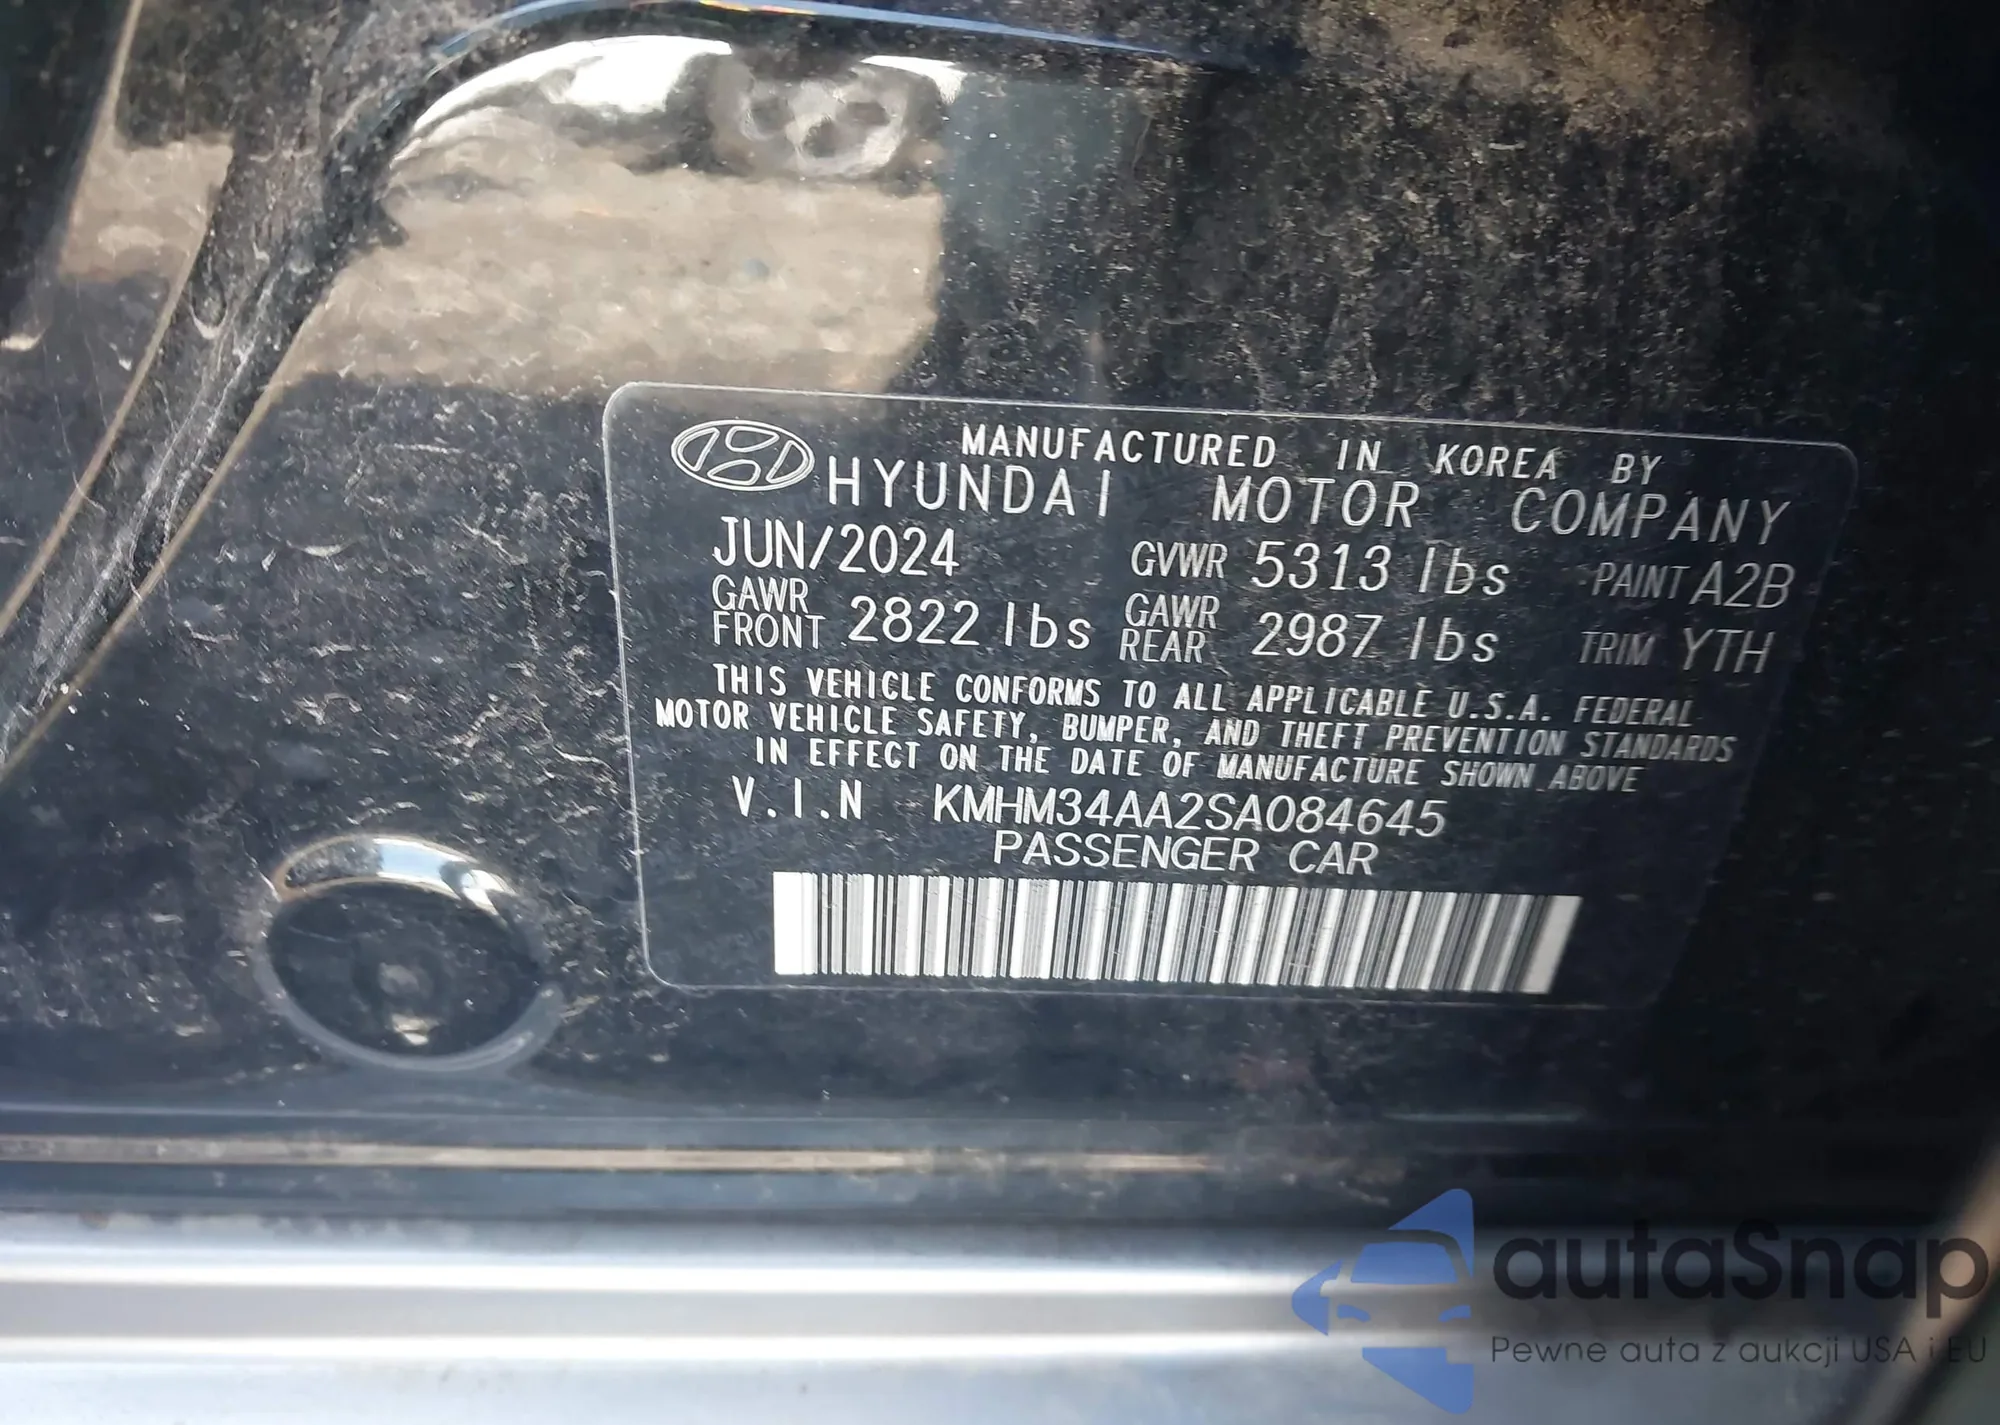 MANUFACTURED IN KOREA BY
HYUNDAI MOTOR COMPANY
JUN/2024 GVWR 5313 lbs PAINT A2B
GAWR FRONT 2822 lbs GAWR REAR 2987 lbs TRIM YTH
THIS VEHICLE CONFORMS TO ALL APPLICABLE U.S.A. FEDERAL
MOTOR VEHICLE SAFETY, BUMPER, AND THEFT PREVENTION STANDARDS
IN EFFECT ON THE DATE OF MANUFACTURE SHOWN ABOVE
V.I.N KMHM34AA2SA084645
PASSENGER CAR
autaSnap
Pewne auta z aukcji USA i EU